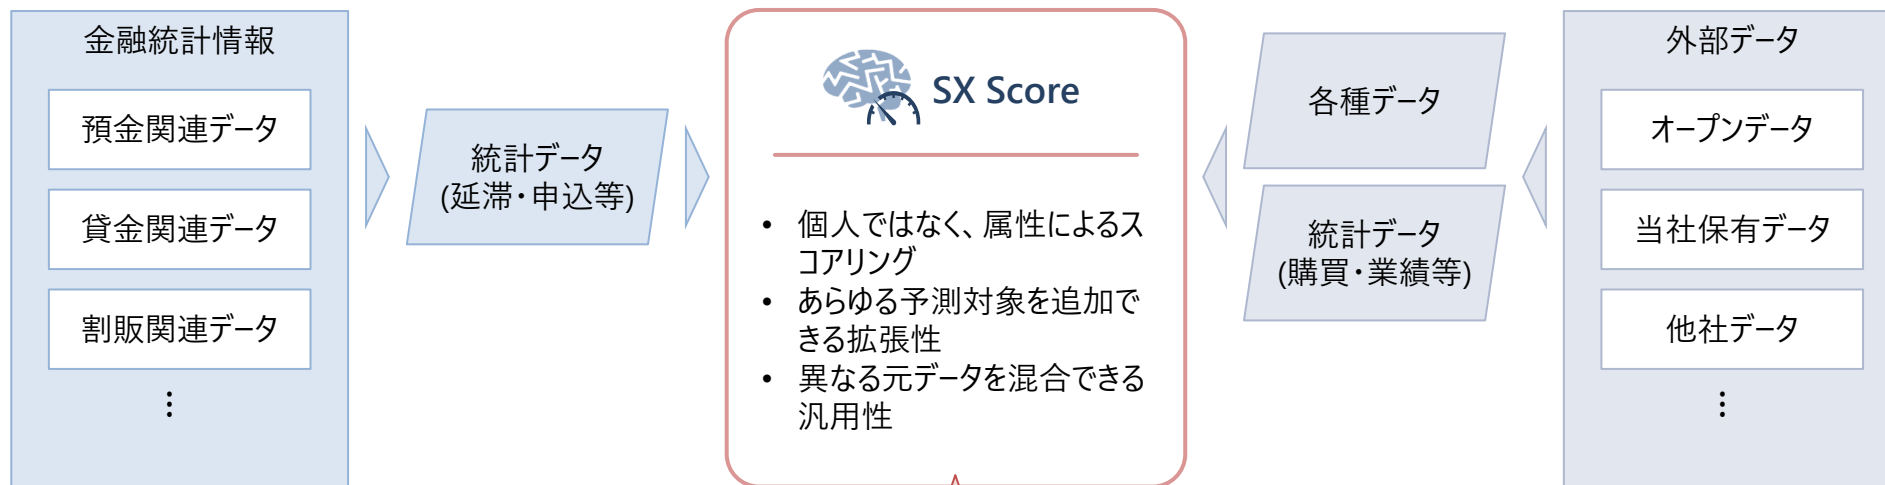 金融統計情報
預金関連データ
貸金関連データ
割販関連データ
⋮
統計データ
(延滞・申込等)
SX Score
• 個人ではなく、属性によるス
コアリング
• あらゆる予測対象を追加で
きる拡張性
• 異なる元データを混合できる
汎用性
各種データ
統計データ
(購買・業績等)
外部データ
オープンデータ
当社保有データ
他社データ
⋮